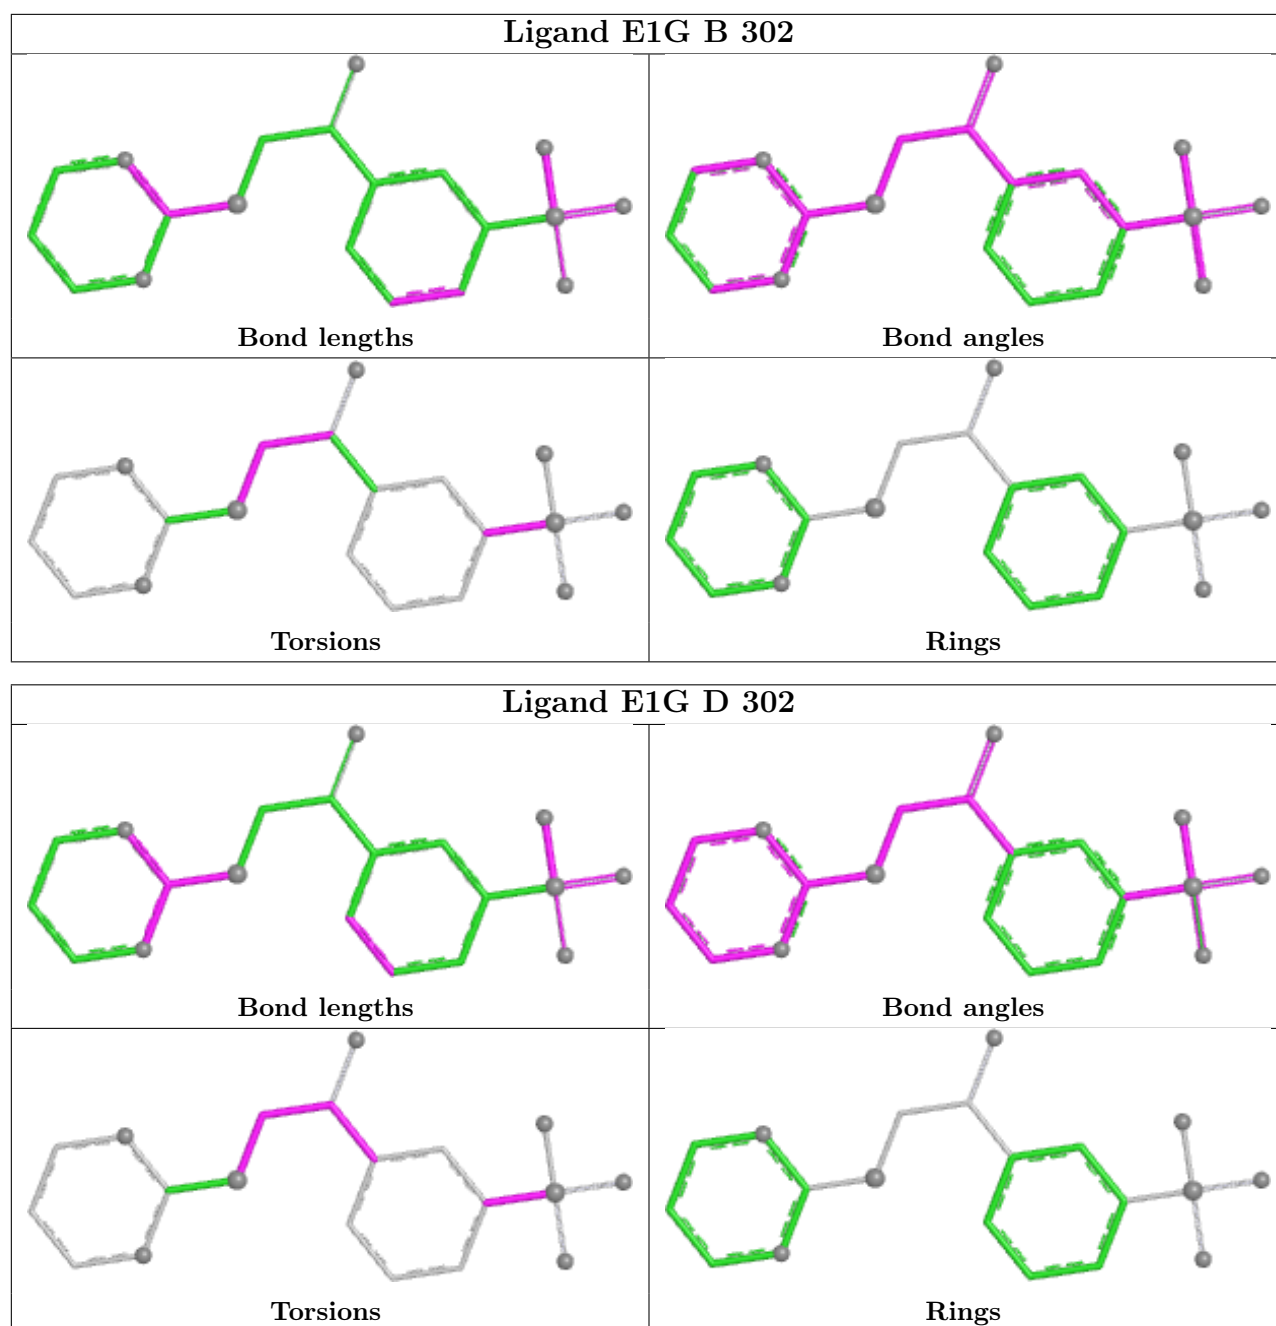 Ligand E1G B 302
Bond lengths
Bond angles
Torsions
Rings
Ligand E1G D 302
Bond lengths
Bond angles
Torsions
Rings